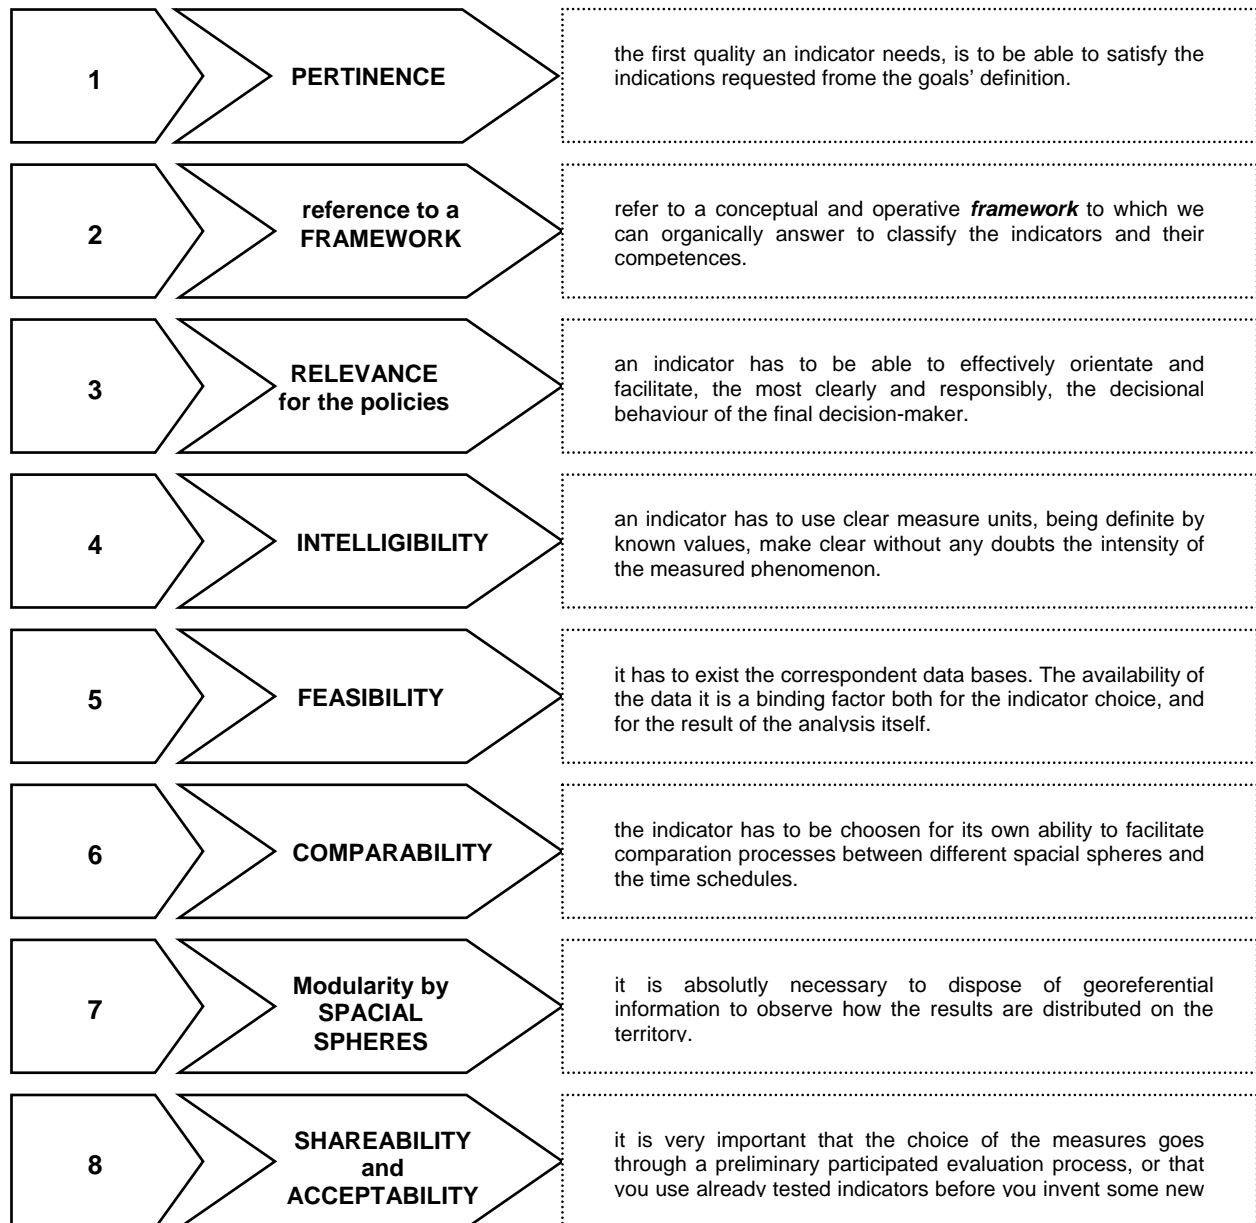 1
PERTINENCE
the first quality an indicator needs, is to be able to satisfy the
indications requested frome the goals' definition.
2
reference to a
FRAMEWORK
refer to a conceptual and operative framework to which we
can organically answer to classify the indicators and their
competences.
3
RELEVANCE
for the policies
an indicator has to be able to effectively orientate and
facilitate, the most clearly and responsibly, the decisional
behaviour of the final decision-maker.
4
INTELLIGIBILITY
an indicator has to use clear measure units, being definite by
known values, make clear without any doubts the intensity of
the measured phenomenon.
5
FEASIBILITY
it has to exist the correspondent data bases. The availability of
the data it is a binding factor both for the indicator choice, and
for the result of the analysis itself.
6
COMPARABILITY
the indicator has to be choosen for its own ability to facilitate
comparation processes between different spacial spheres and
the time schedules.
7
Modularity by
SPACIAL
SPHERES
it is absolutly necessary to dispose of georeferential
information to observe how the results are distributed on the
territory.
8
SHAREABILITY
and
ACCEPTABILITY
it is very important that the choice of the measures goes
through a preliminary participated evaluation process, or that
you use already tested indicators before you invent some new